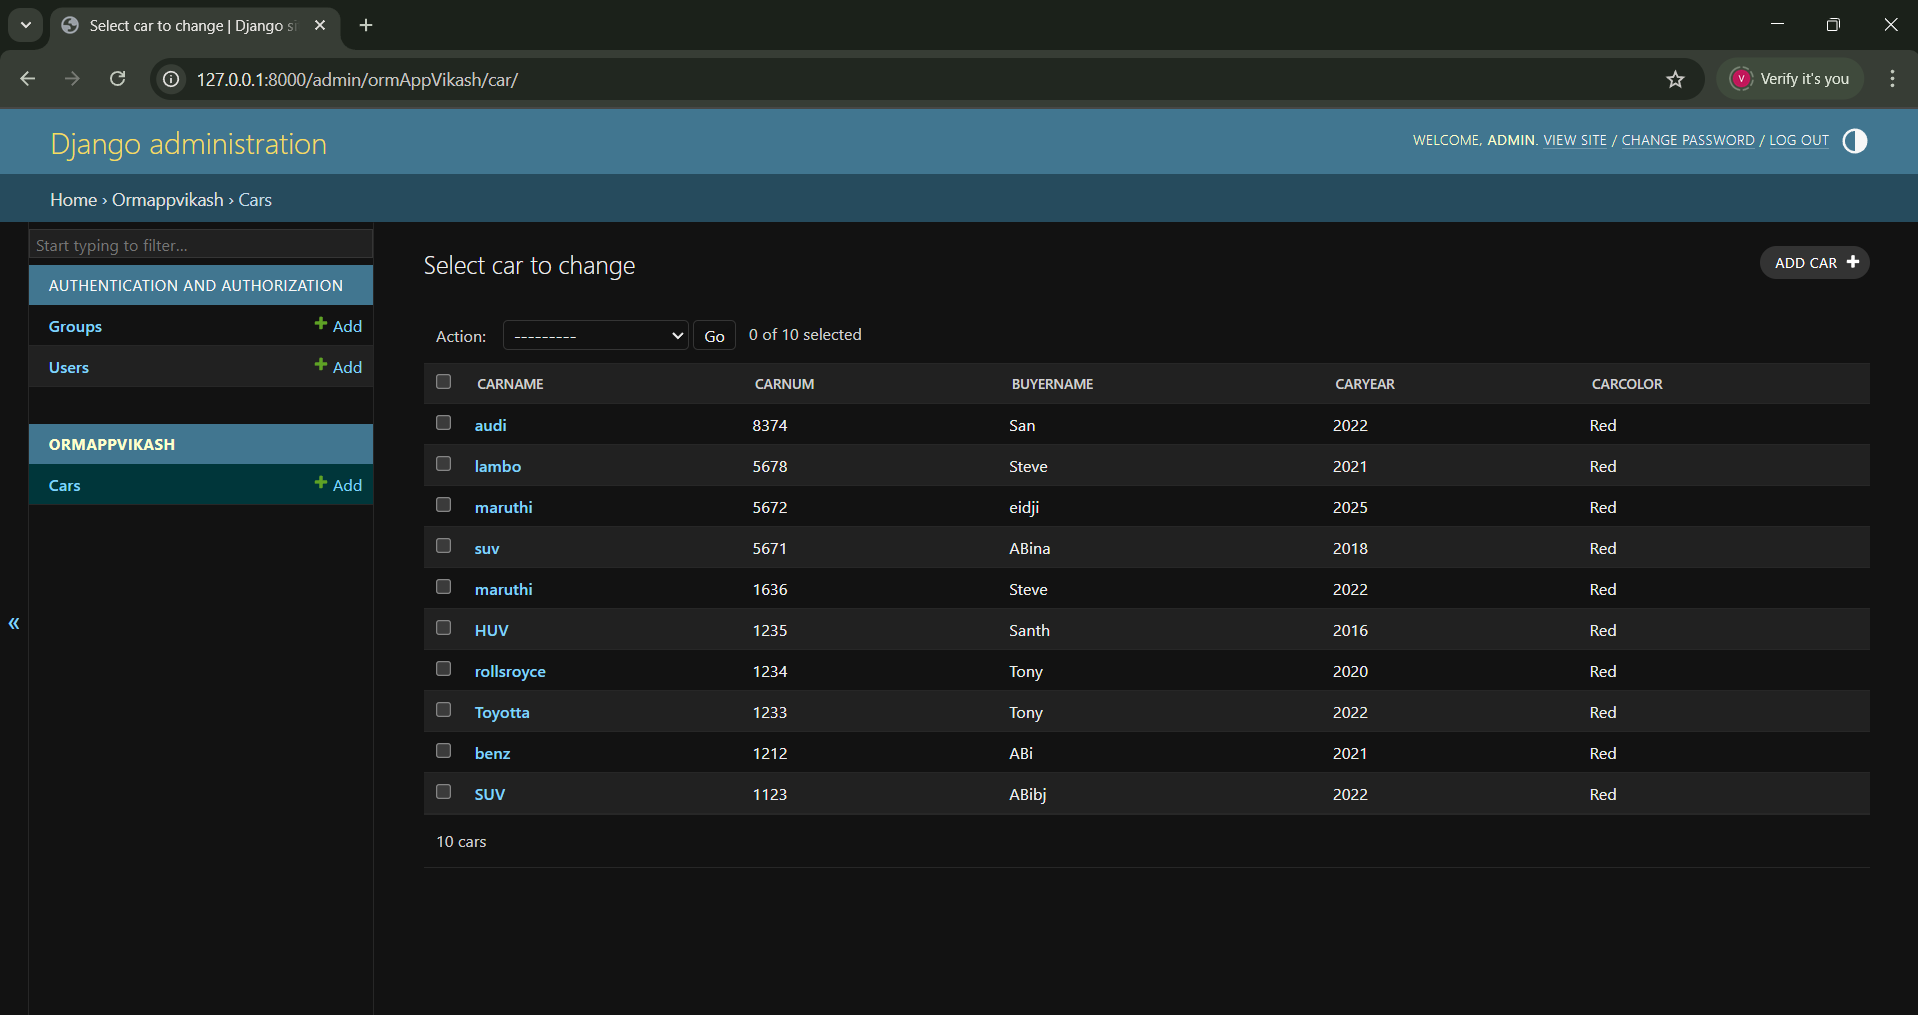 Select car to change | Django si
127.0.0.1:8000/admin/ormAppVikash/car/
V Verify it's you
Django administration
WELCOME, ADMIN. VIEW SITE / CHANGE PASSWORD / LOG OUT
Home › Ormappvikash › Cars
Start typing to filter...
AUTHENTICATION AND AUTHORIZATION
Groups + Add
Users + Add
ORMAPPVIKASH
Cars + Add
«
Select car to change
ADD CAR +
Action: --------- Go 0 of 10 selected
CARNAME CARNUM BUYERNAME CARYEAR CARCOLOR
audi 8374 San 2022 Red
lambo 5678 Steve 2021 Red
maruthi 5672 eidji 2025 Red
suv 5671 ABina 2018 Red
maruthi 1636 Steve 2022 Red
HUV 1235 Santh 2016 Red
rollsroyce 1234 Tony 2020 Red
Toyotta 1233 Tony 2022 Red
benz 1212 ABi 2021 Red
SUV 1123 ABibj 2022 Red
10 cars